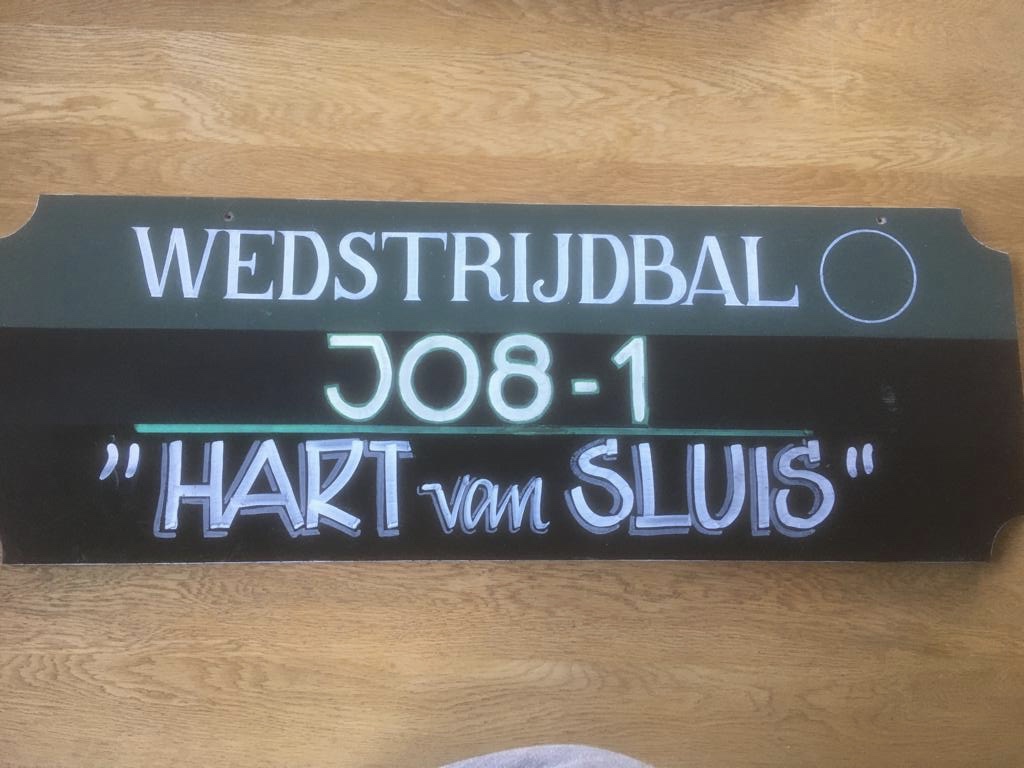 WEDSTRIJDBAL
JO8-1
"HART van SLUIS"